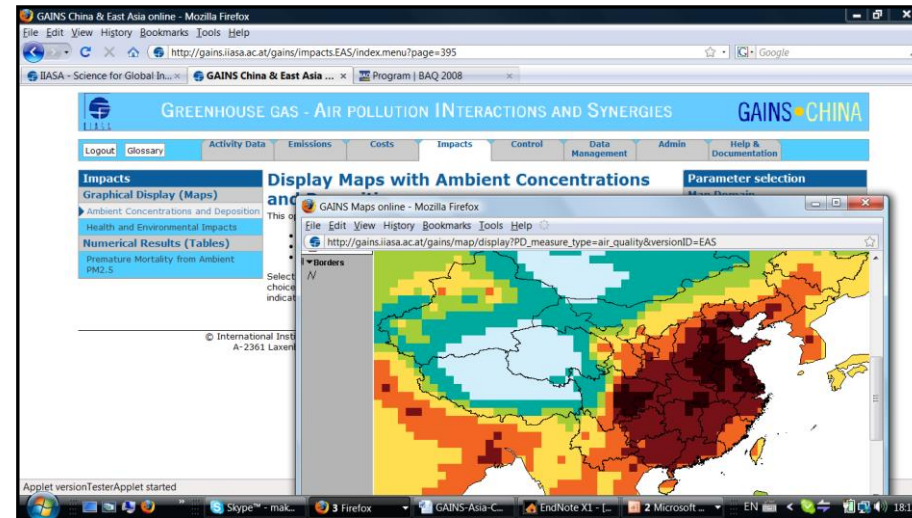 GAINS China & East Asia online - Mozilla Firefox
File Edit View History Bookmarks Tools Help
http://gains.iiasa.ac.at/gains/impacts.EAS/index.menu?page=395
Google
IIASA - Science for Global In...
GAINS China & East Asia ...
Program | BAQ 2008
IIASA
GREENHOUSE GAS - AIR POLLUTION INTERACTIONS AND SYNERGIES
GAINS CHINA
Logout Glossary
Activity Data Emissions Costs Impacts Control Data Management Admin Help & Documentation
Impacts
Graphical Display (Maps)
Ambient Concentrations and Deposition
Health and Environmental Impacts
Numerical Results (Tables)
Premature Mortality from Ambient
PM2.5
Display Maps with Ambient Concentrations
and
This
Select
choice
indicat
© International Insti
A-2361 Laxen
Parameter selection
Map Domain
GAINS Maps online - Mozilla Firefox
File Edit View History Bookmarks Tools Help
http://gains.iiasa.ac.at/gains/map/display?PD_measure_type=air_quality&versionID=EAS
Borders
N
Applet versionTesterApplet started
Skype™ - mak... 3 Firefox GAINS-Asia-C... EndNote X1 - [... 2 Microsoft ... EN 18:1